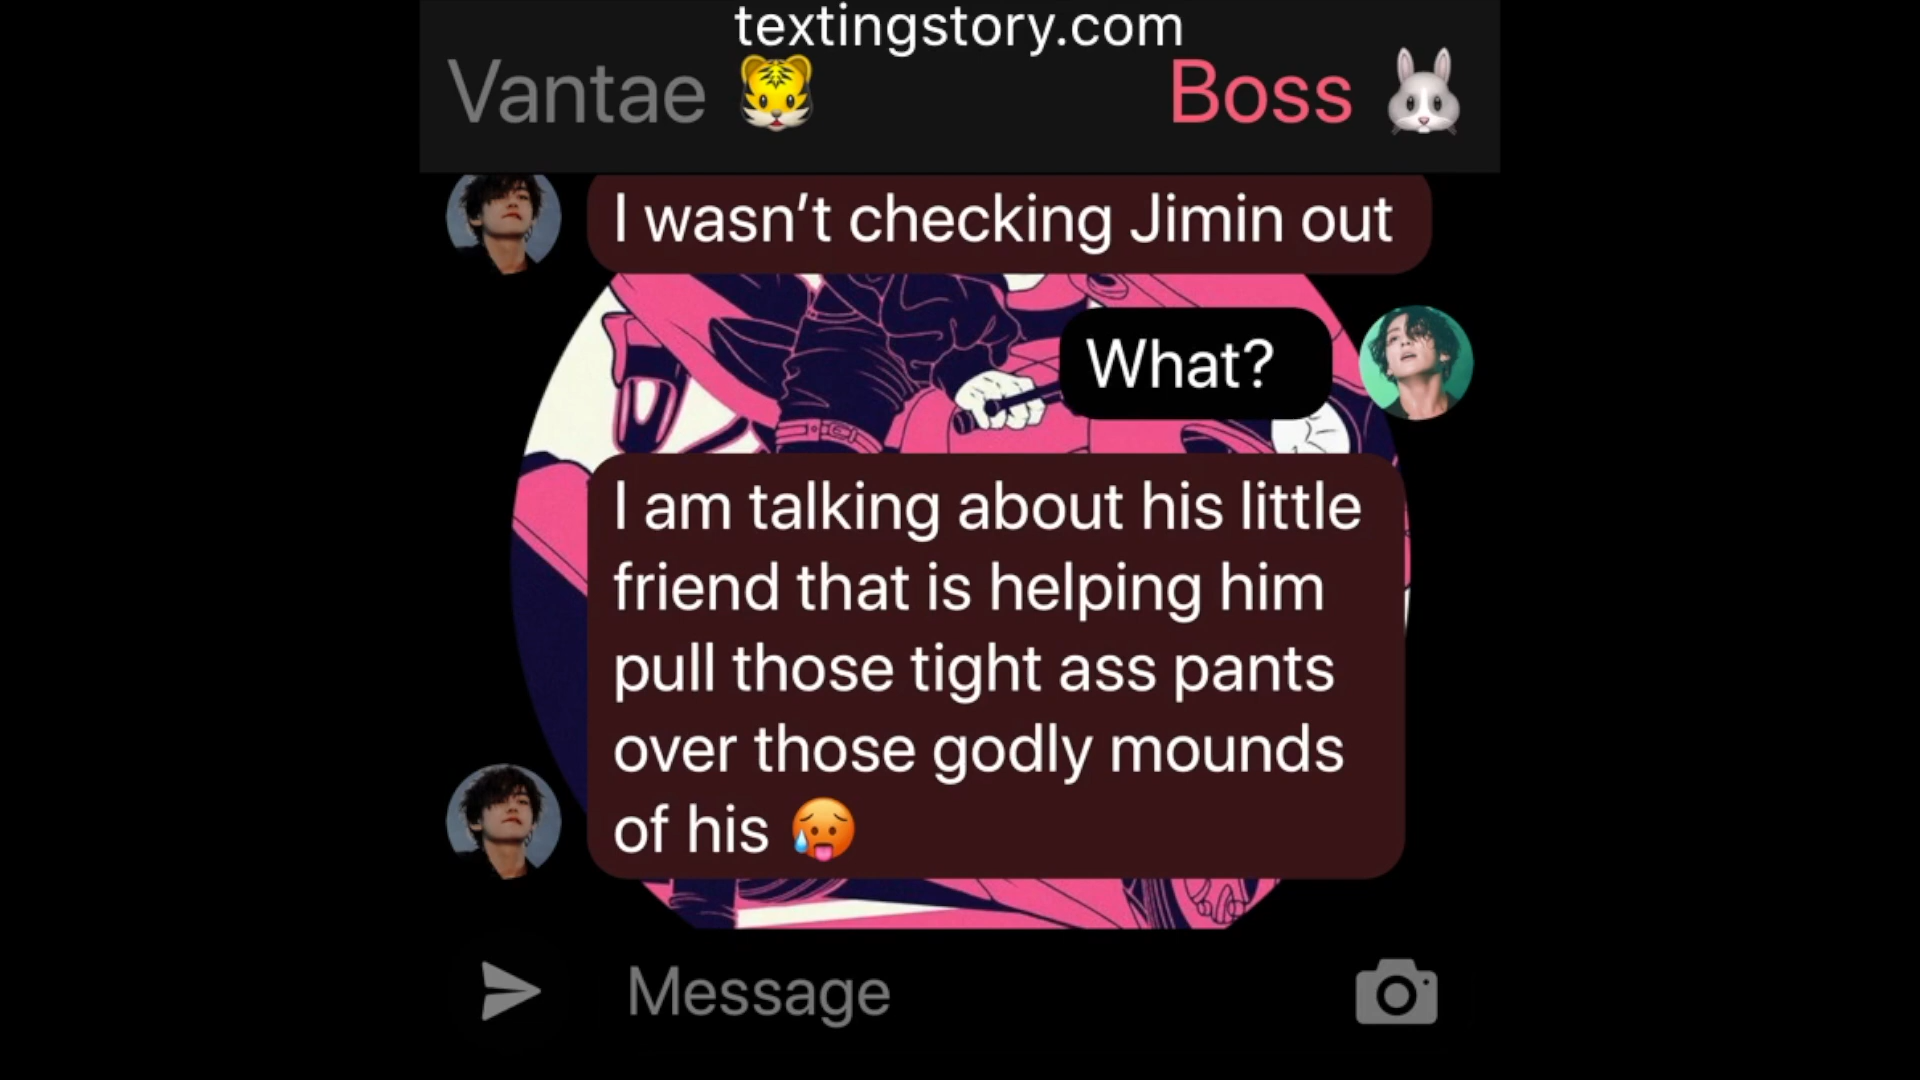 textingstory.com
Vantae 🐯 Boss 🐰
I wasn’t checking Jimin out
What?
I am talking about his little
friend that is helping him
pull those tight ass pants
over those godly mounds
of his 🥵
Message